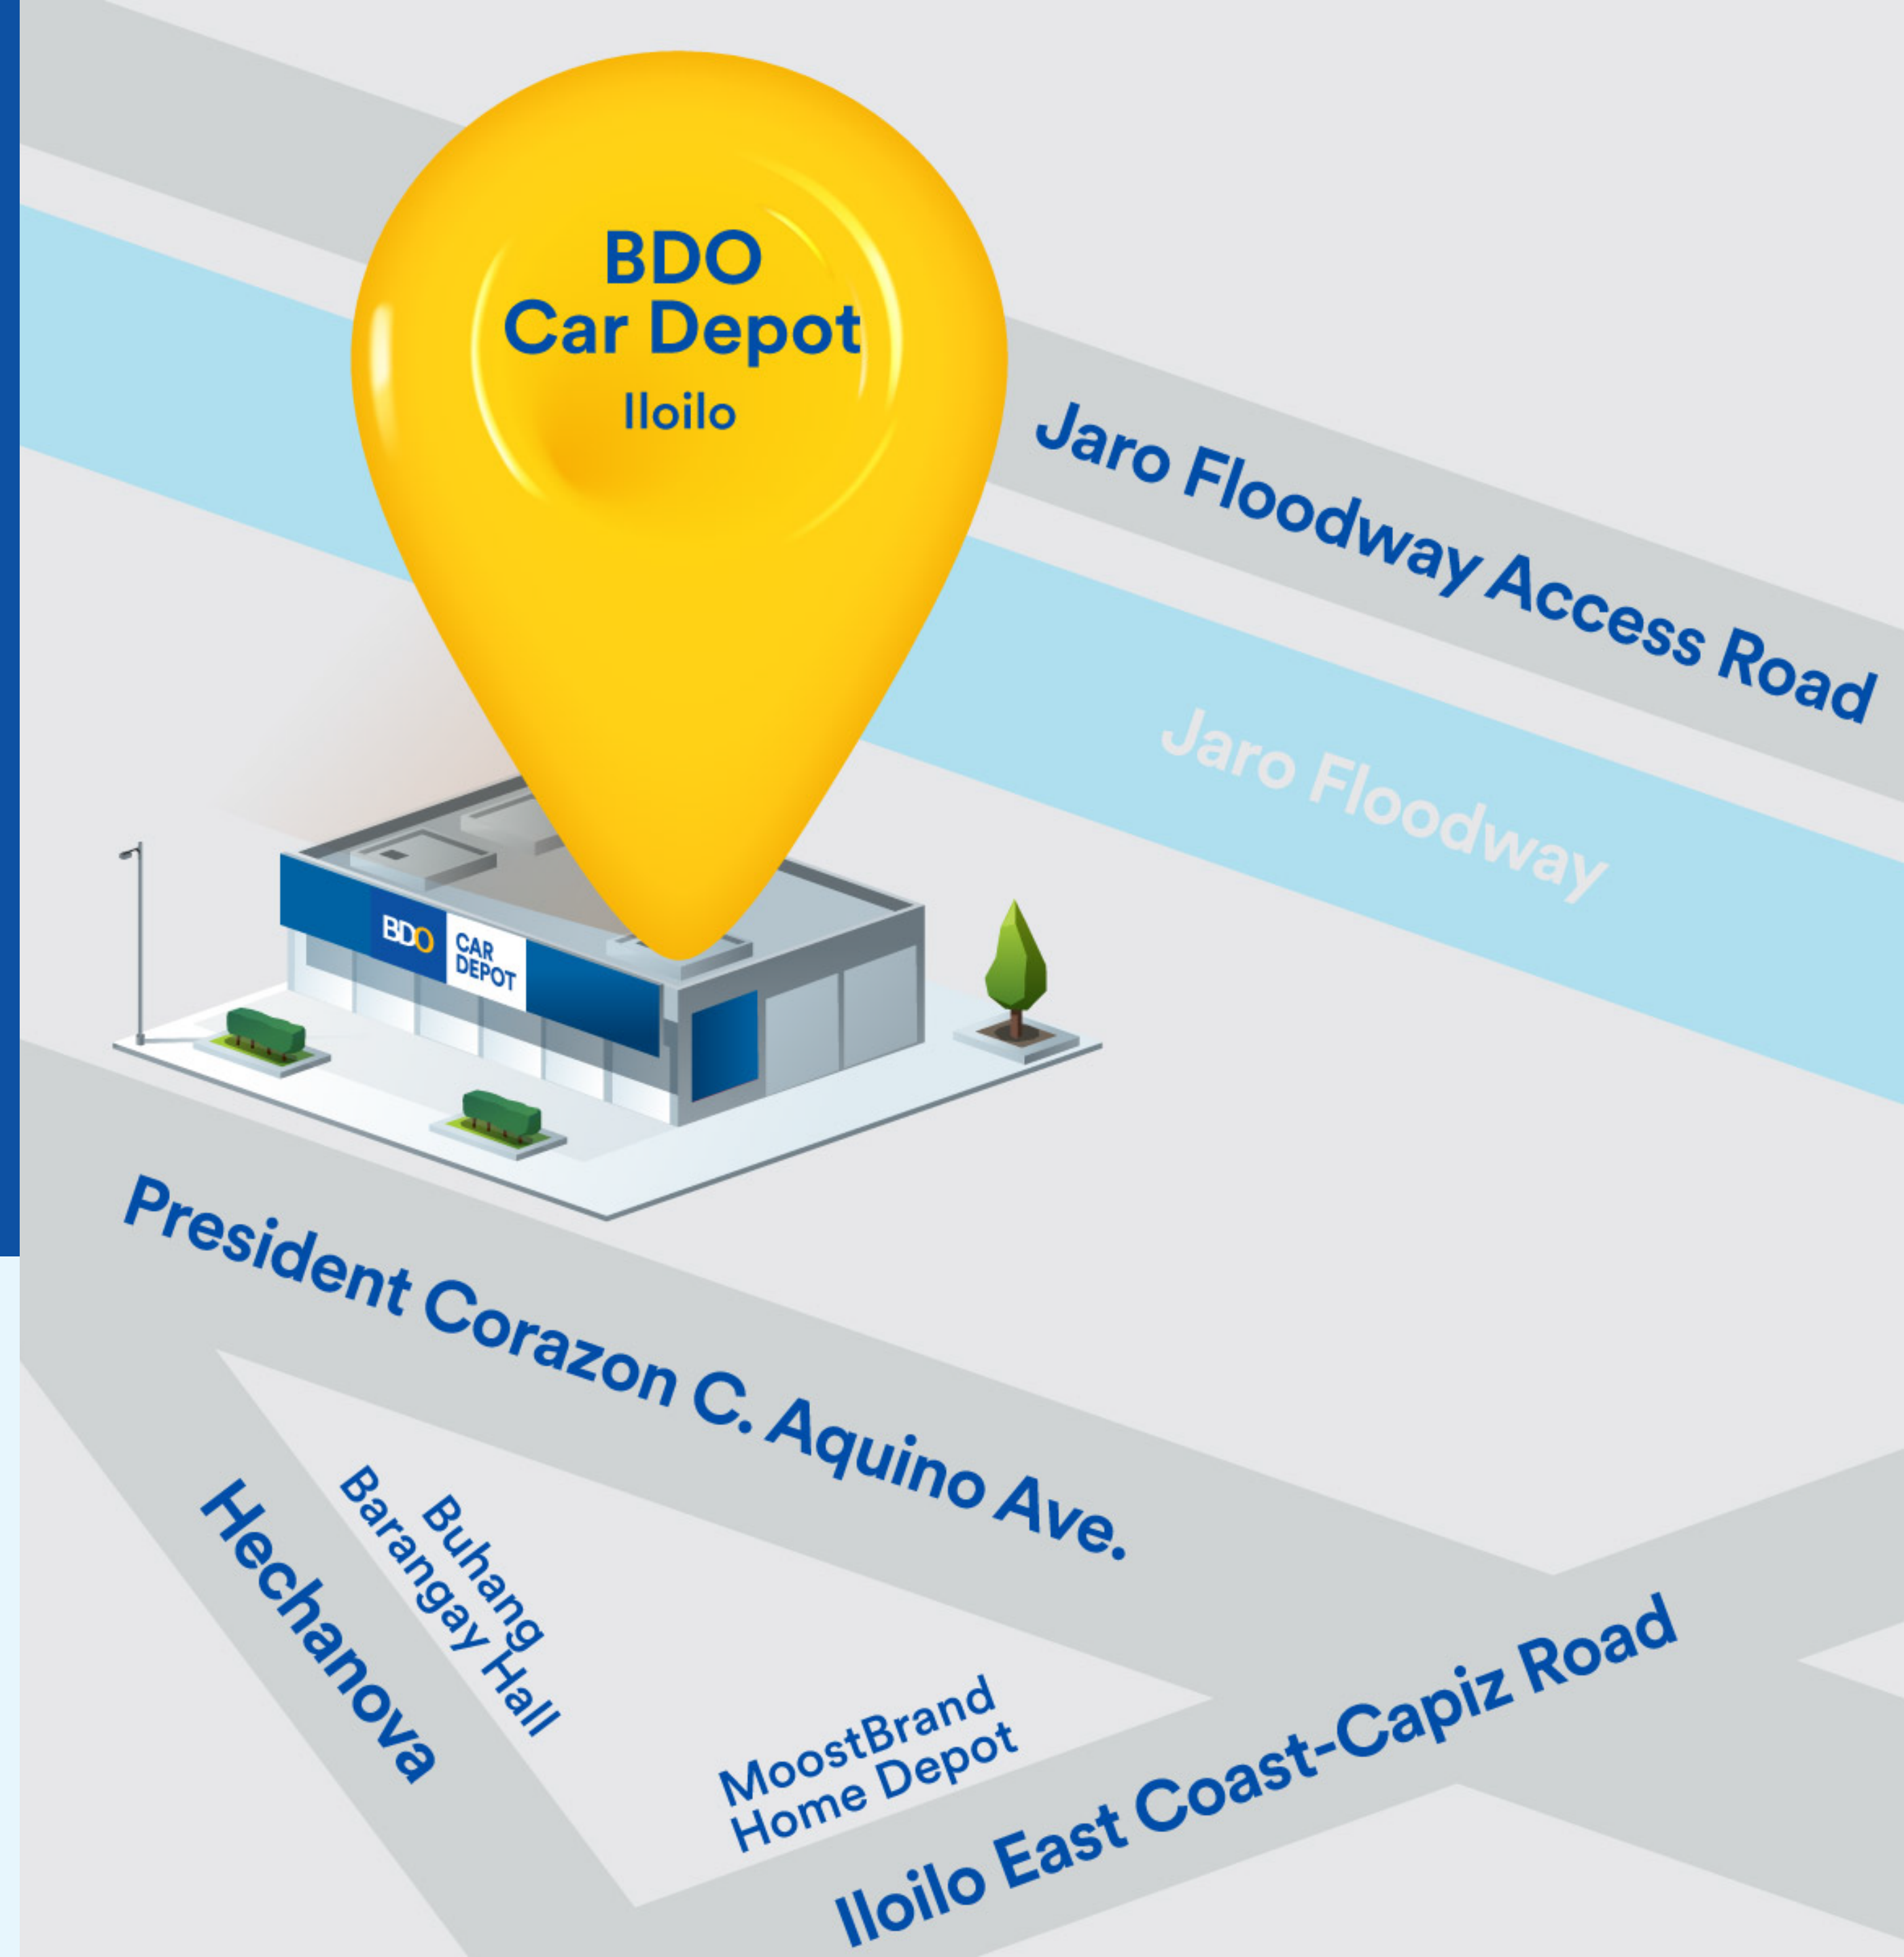 BDO
Car Depot
Iloilo
Jaro Floodway Access Road
Jaro Floodway
BDO
CAR
DEPOT
President Corazon C. Aquino Ave.
Hechanova
Buhang
Barangay Hall
MoostBrand
Home Depot
Iloilo East Coast-Capiz Road